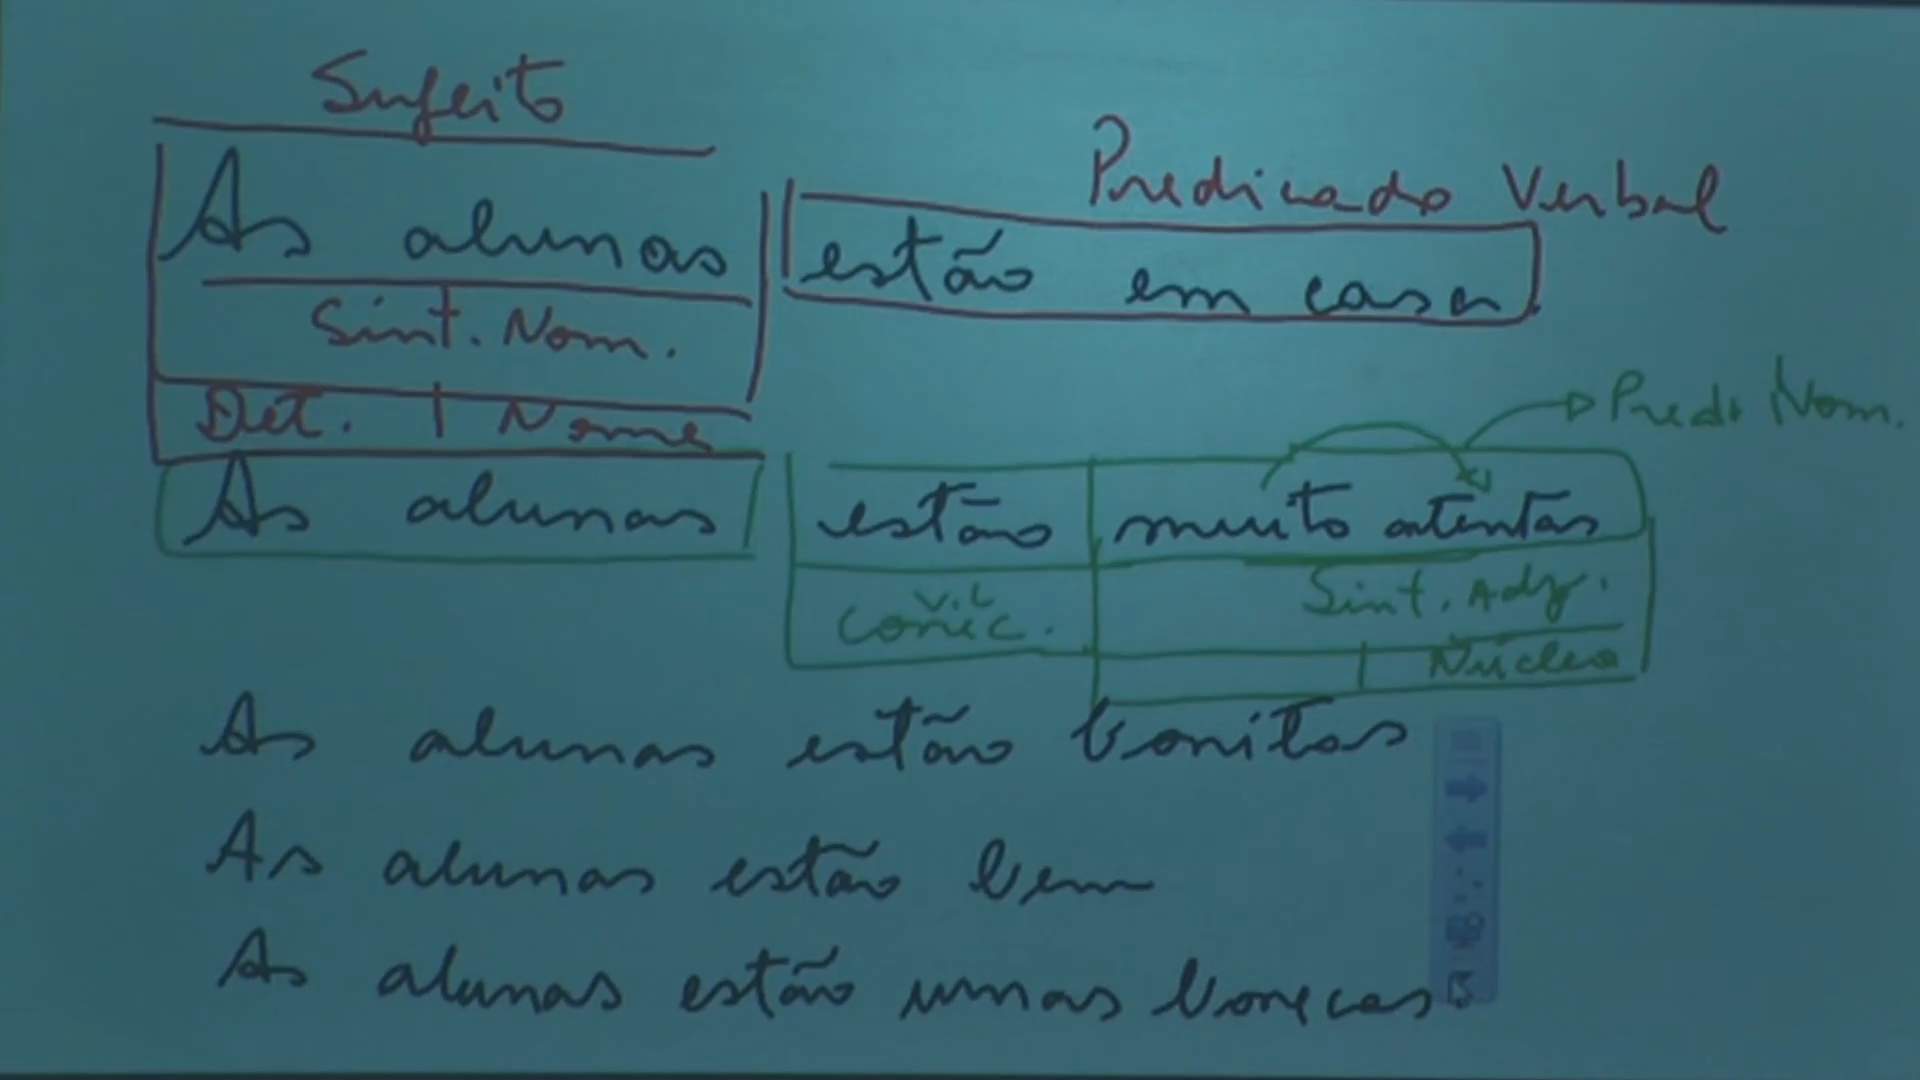 Sujeito
Predicado Verbal
As alunas estão em casa
Sint. Nom.
Det. | Nome
Pred. Nom.
As alunas estão muito atentas
V.L
Conec.
Sint. Adj.
Núcleo
As alunas estão bonitas
As alunas estão bem
As alunas estão umas bonecas